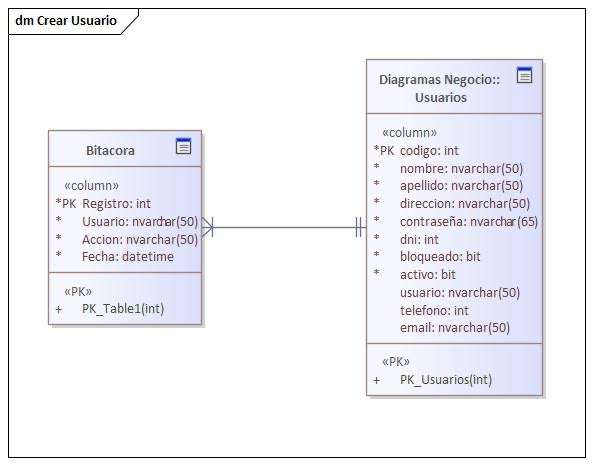 dm Crear Usuario
Bitacora
«column»
*PK Registro: int
* Usuario: nvarchar(50)
* Accion: nvarchar(50)
* Fecha: datetime
«PK»
+ PK_Table1(int)
Diagramas Negocio::
Usuarios
«column»
*PK codigo: int
* nombre: nvarchar(50)
* apellido: nvarchar(50)
* direccion: nvarchar(50)
* contraseña: nvarchar(65)
* dni: int
* bloqueado: bit
* activo: bit
usuario: nvarchar(50)
telefono: int
email: nvarchar(50)
«PK»
+ PK_Usuarios(int)